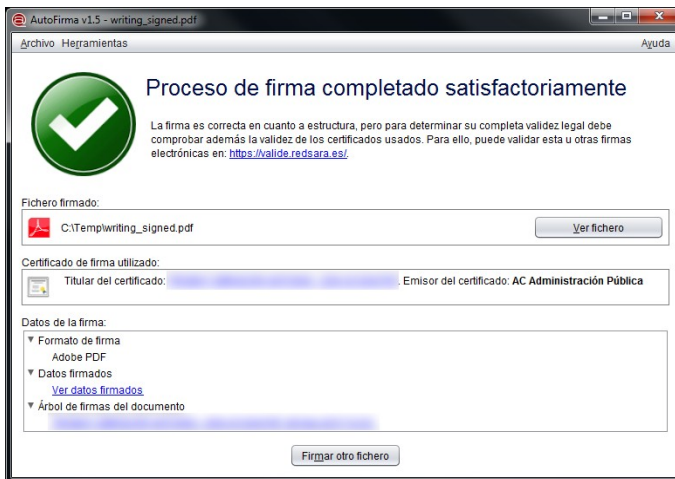 AutoFirma v1.5 - writing_signed.pdf
Archivo Herramientas Ayuda
Proceso de firma completado satisfactoriamente
La firma es correcta en cuanto a estructura, pero para determinar su completa validez legal debe
comprobar además la validez de los certificados usados. Para ello, puede validar esta u otras firmas
electrónicas en: https://valide.redsara.es/.
Fichero firmado:
C:\Temp\writing_signed.pdf Ver fichero
Certificado de firma utilizado:
Titular del certificado: . Emisor del certificado: AC Administración Pública
Datos de la firma:
Formato de firma
Adobe PDF
Datos firmados
Ver datos firmados
Árbol de firmas del documento
Firmar otro fichero